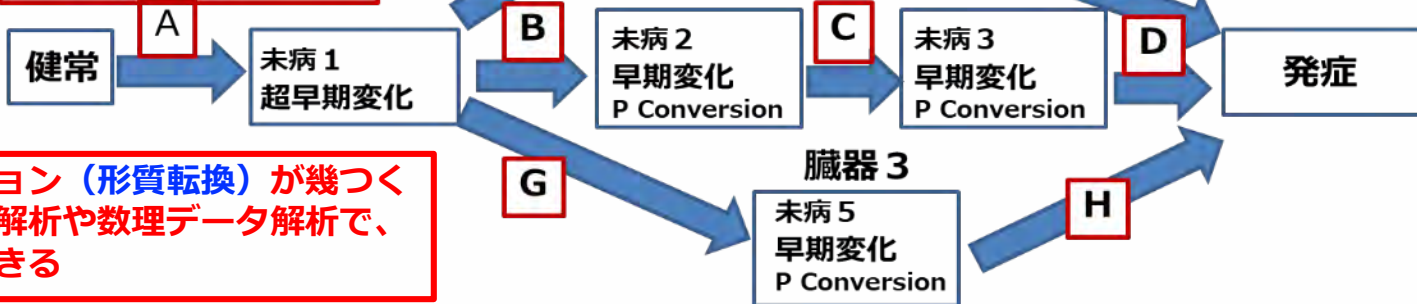 A
健常
未病１
超早期変化
B
未病２
早期変化
P Conversion
C
未病３
早期変化
P Conversion
D
発症
ョン（形質転換）が幾つく
解析や数理データ解析で、
きる
G
臓器３
未病５
早期変化
P Conversion
H